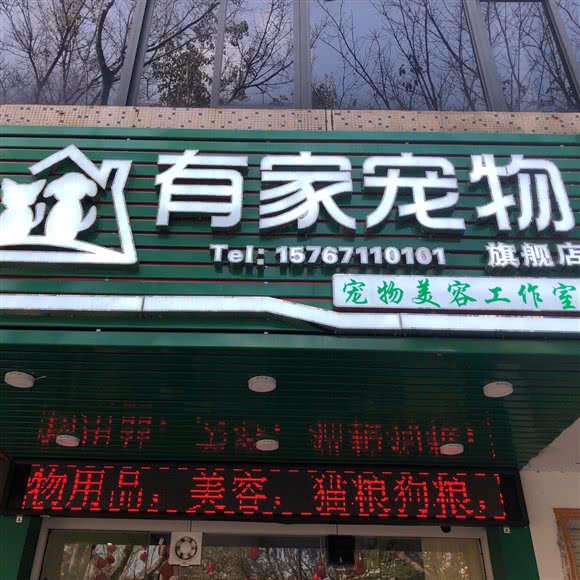 有家宠物
Tel: 15767110101 旗舰店
宠物美容工作室
物用品，美容，猫粮狗粮，